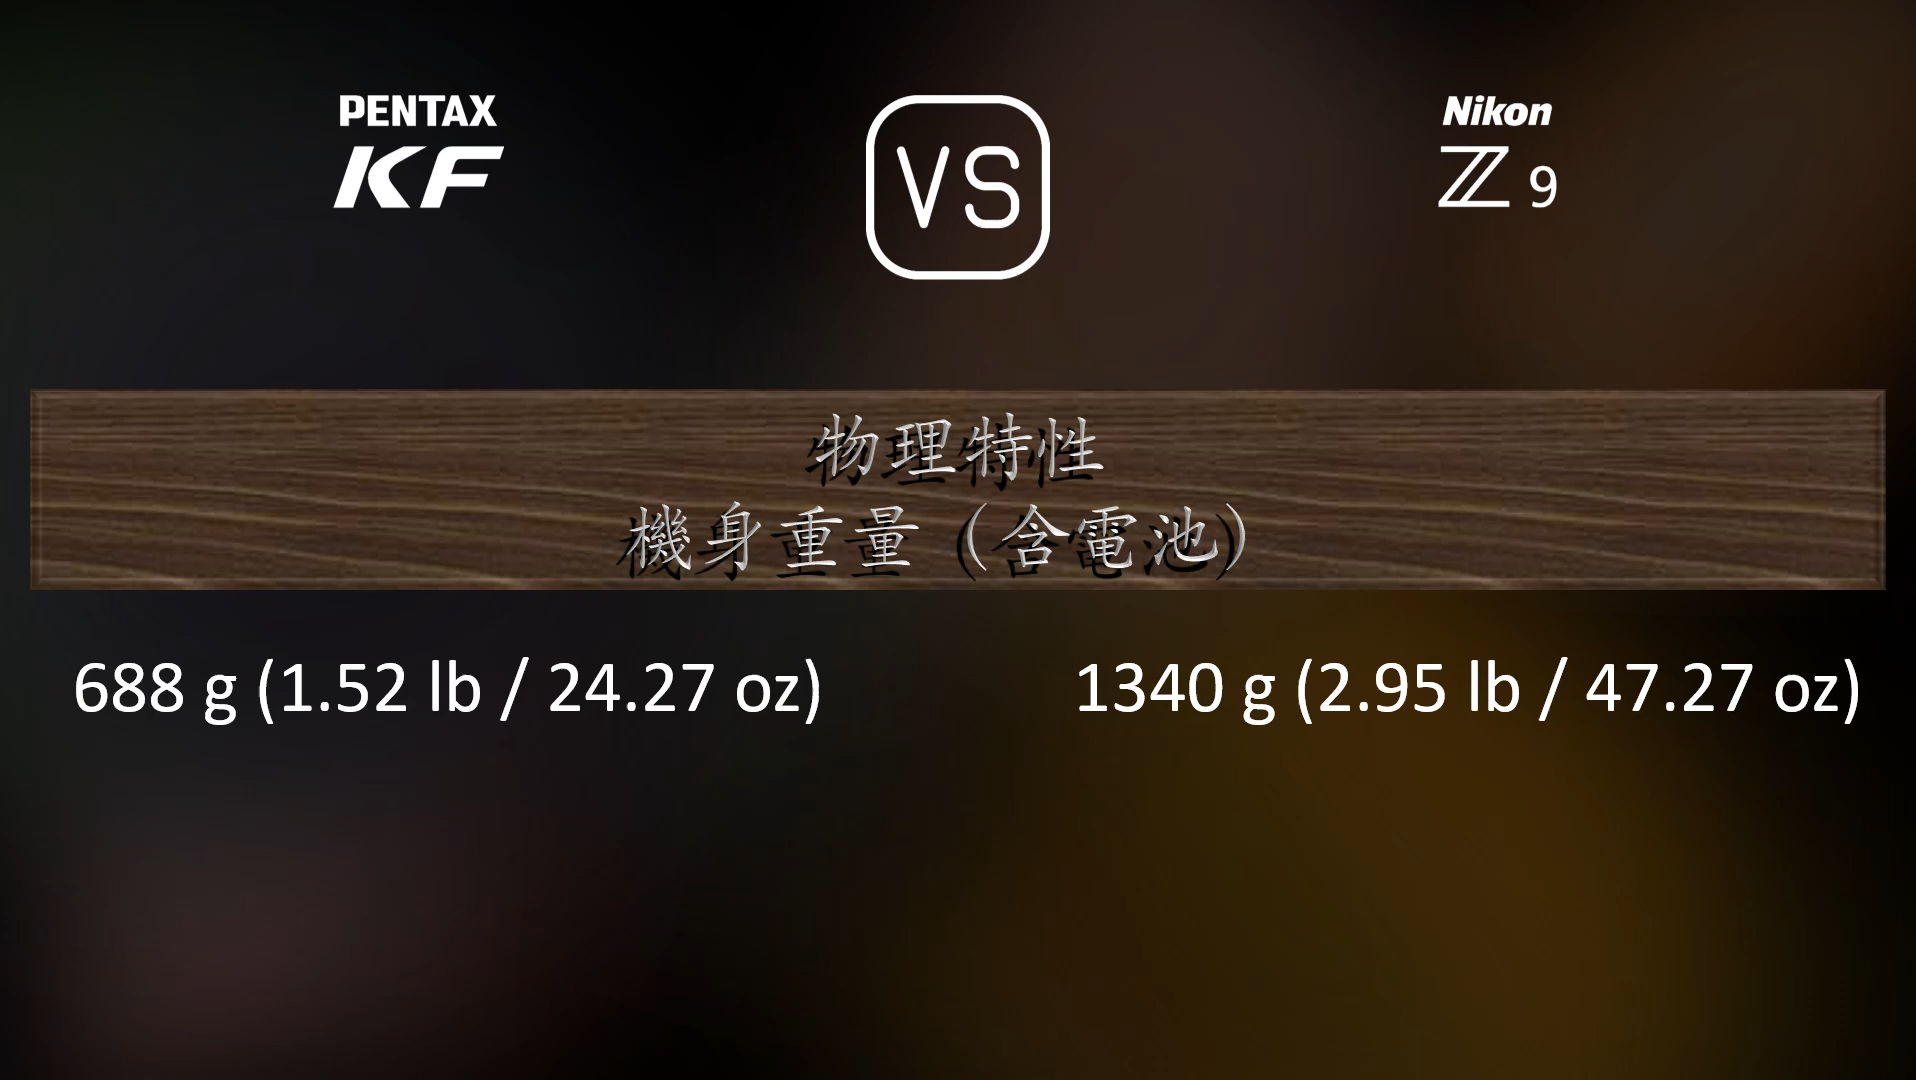 PENTAX
KF
VS
Nikon
Z 9
物理特性
機身重量（含電池）
688 g (1.52 lb / 24.27 oz)
1340 g (2.95 lb / 47.27 oz)